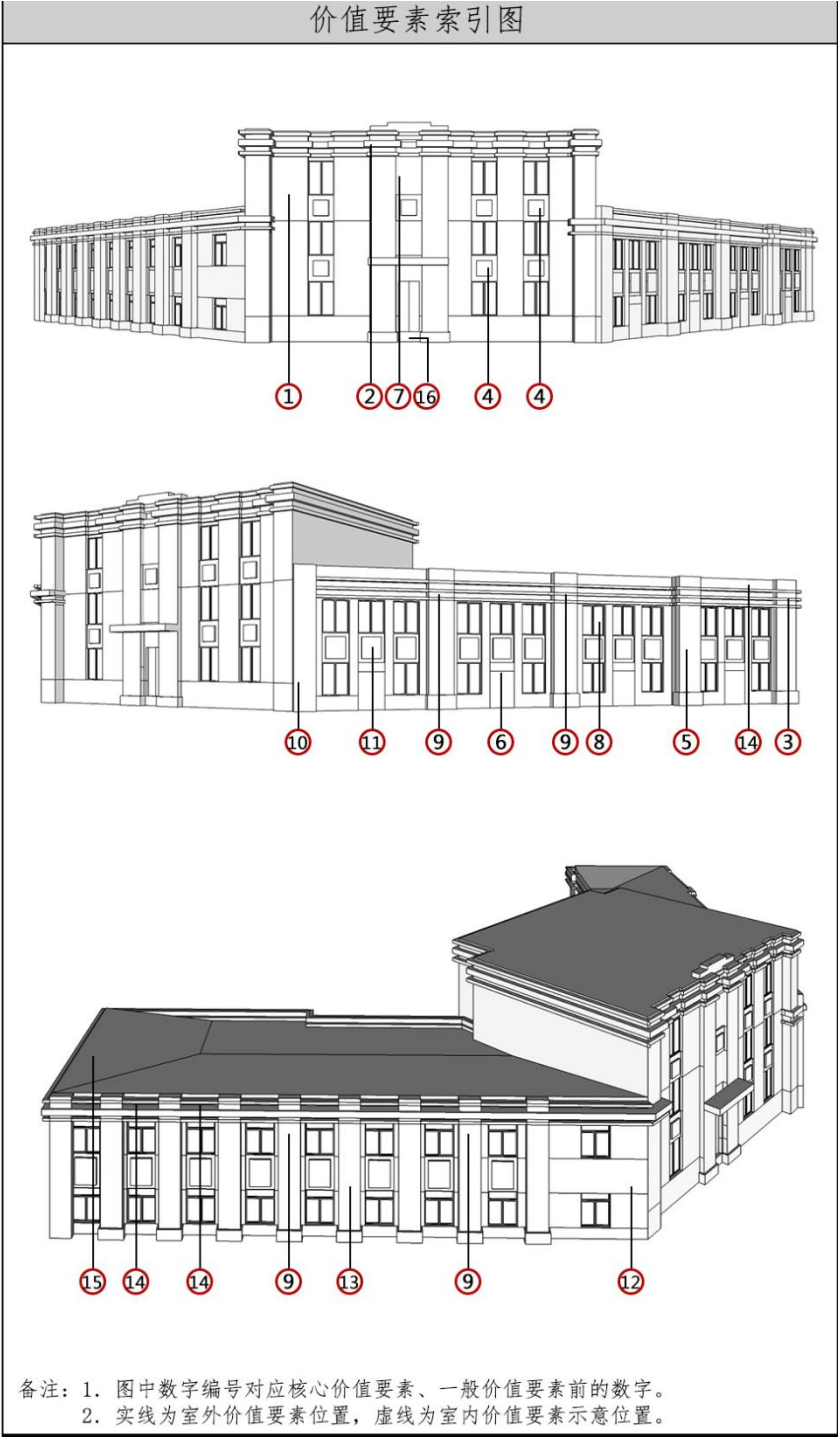 价值要素索引图
① ② ⑦ ⑯ ④ ④
⑩ ⑪ ⑨ ⑥ ⑨ ⑧ ⑤ ⑭ ③
⑮ ⑭ ⑭ ⑨ ⑬ ⑨ ⑫
备注：1. 图中数字编号对应核心价值要素、一般价值要素前的数字。
2. 实线为室外价值要素位置，虚线为室内价值要素示意位置。